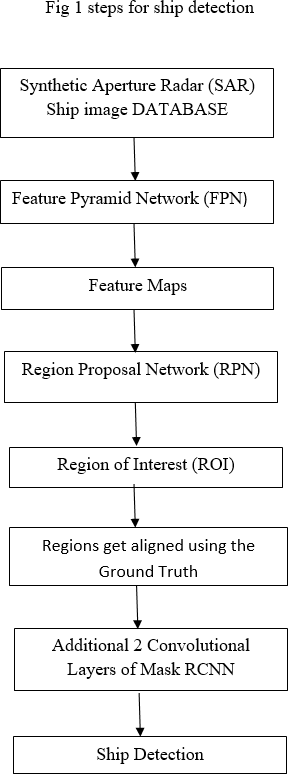 Fig 1 steps for ship detection
Synthetic Aperture Radar (SAR)
Ship image DATABASE
Feature Pyramid Network (FPN)
Feature Maps
Region Proposal Network (RPN)
Region of Interest (ROI)
Regions get aligned using the
Ground Truth
Additional 2 Convolutional
Layers of Mask RCNN
Ship Detection